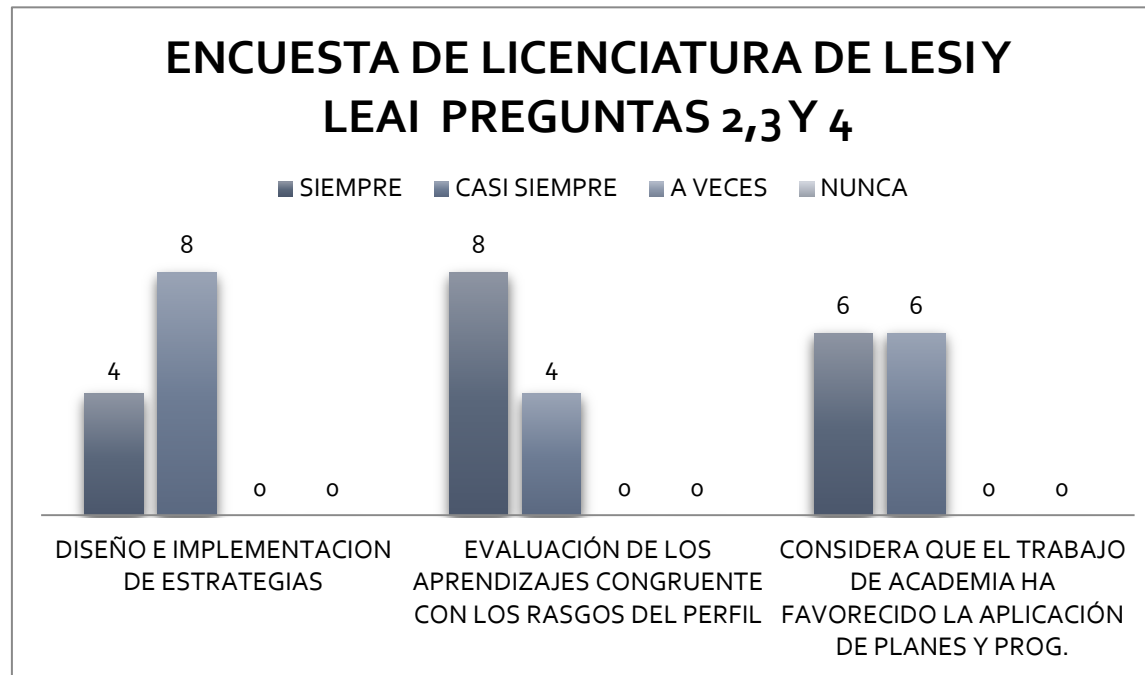 ENCUESTA DE LICENCIATURA DE LESI Y
LEAI PREGUNTAS 2,3 Y 4
SIEMPRE CASI SIEMPRE A VECES NUNCA
4 8 0 0
8 4 0 0
6 6 0 0
DISEÑO E IMPLEMENTACION
DE ESTRATEGIAS
EVALUACIÓN DE LOS
APRENDIZAJES CONGRUENTE
CON LOS RASGOS DEL PERFIL
CONSIDERA QUE EL TRABAJO
DE ACADEMIA HA
FAVORECIDO LA APLICACIÓN
DE PLANES Y PROG.